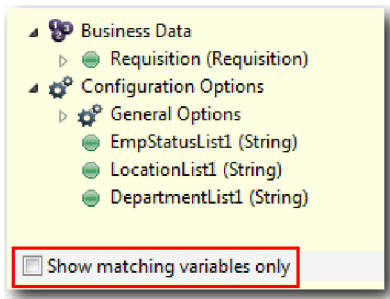 Business Data
Requisition (Requisition)
Configuration Options
General Options
EmpStatusList1 (String)
LocationList1 (String)
DepartmentList1 (String)
Show matching variables only